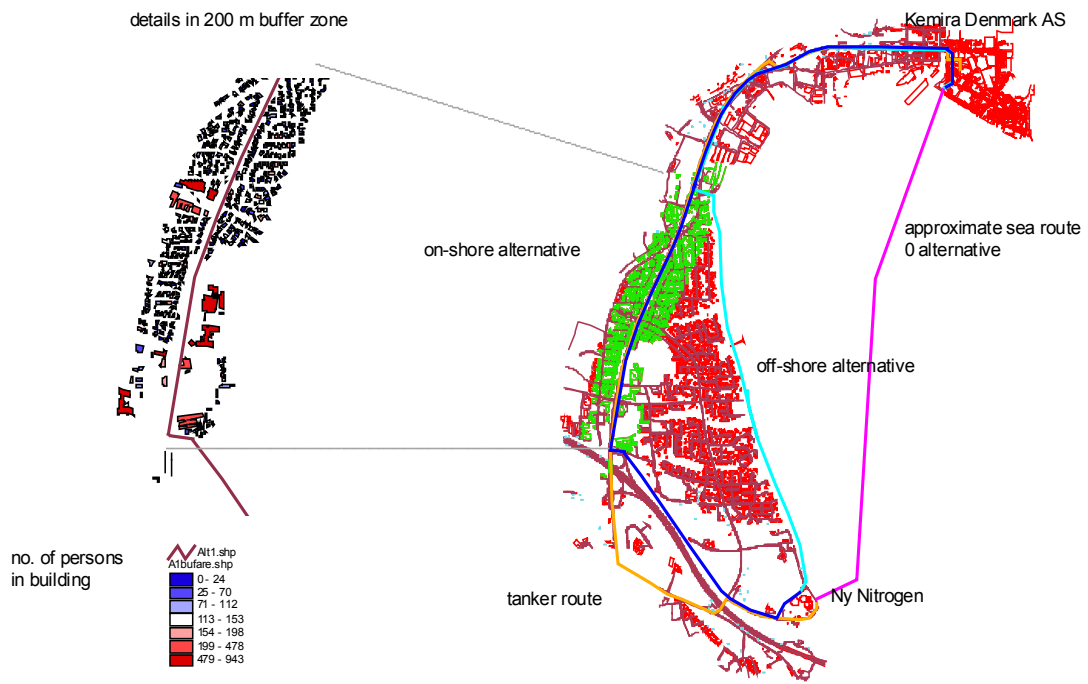 details in 200 m buffer zone
Kemira Denmark AS
approximate sea route
0 alternative
on-shore alternative
off-shore alternative
tanker route
Ny Nitrogen
no. of persons
in building
Alt1.shp
A1bufare.shp
0 - 24
25 - 70
71 - 112
113 - 153
154 - 198
199 - 478
479 - 943